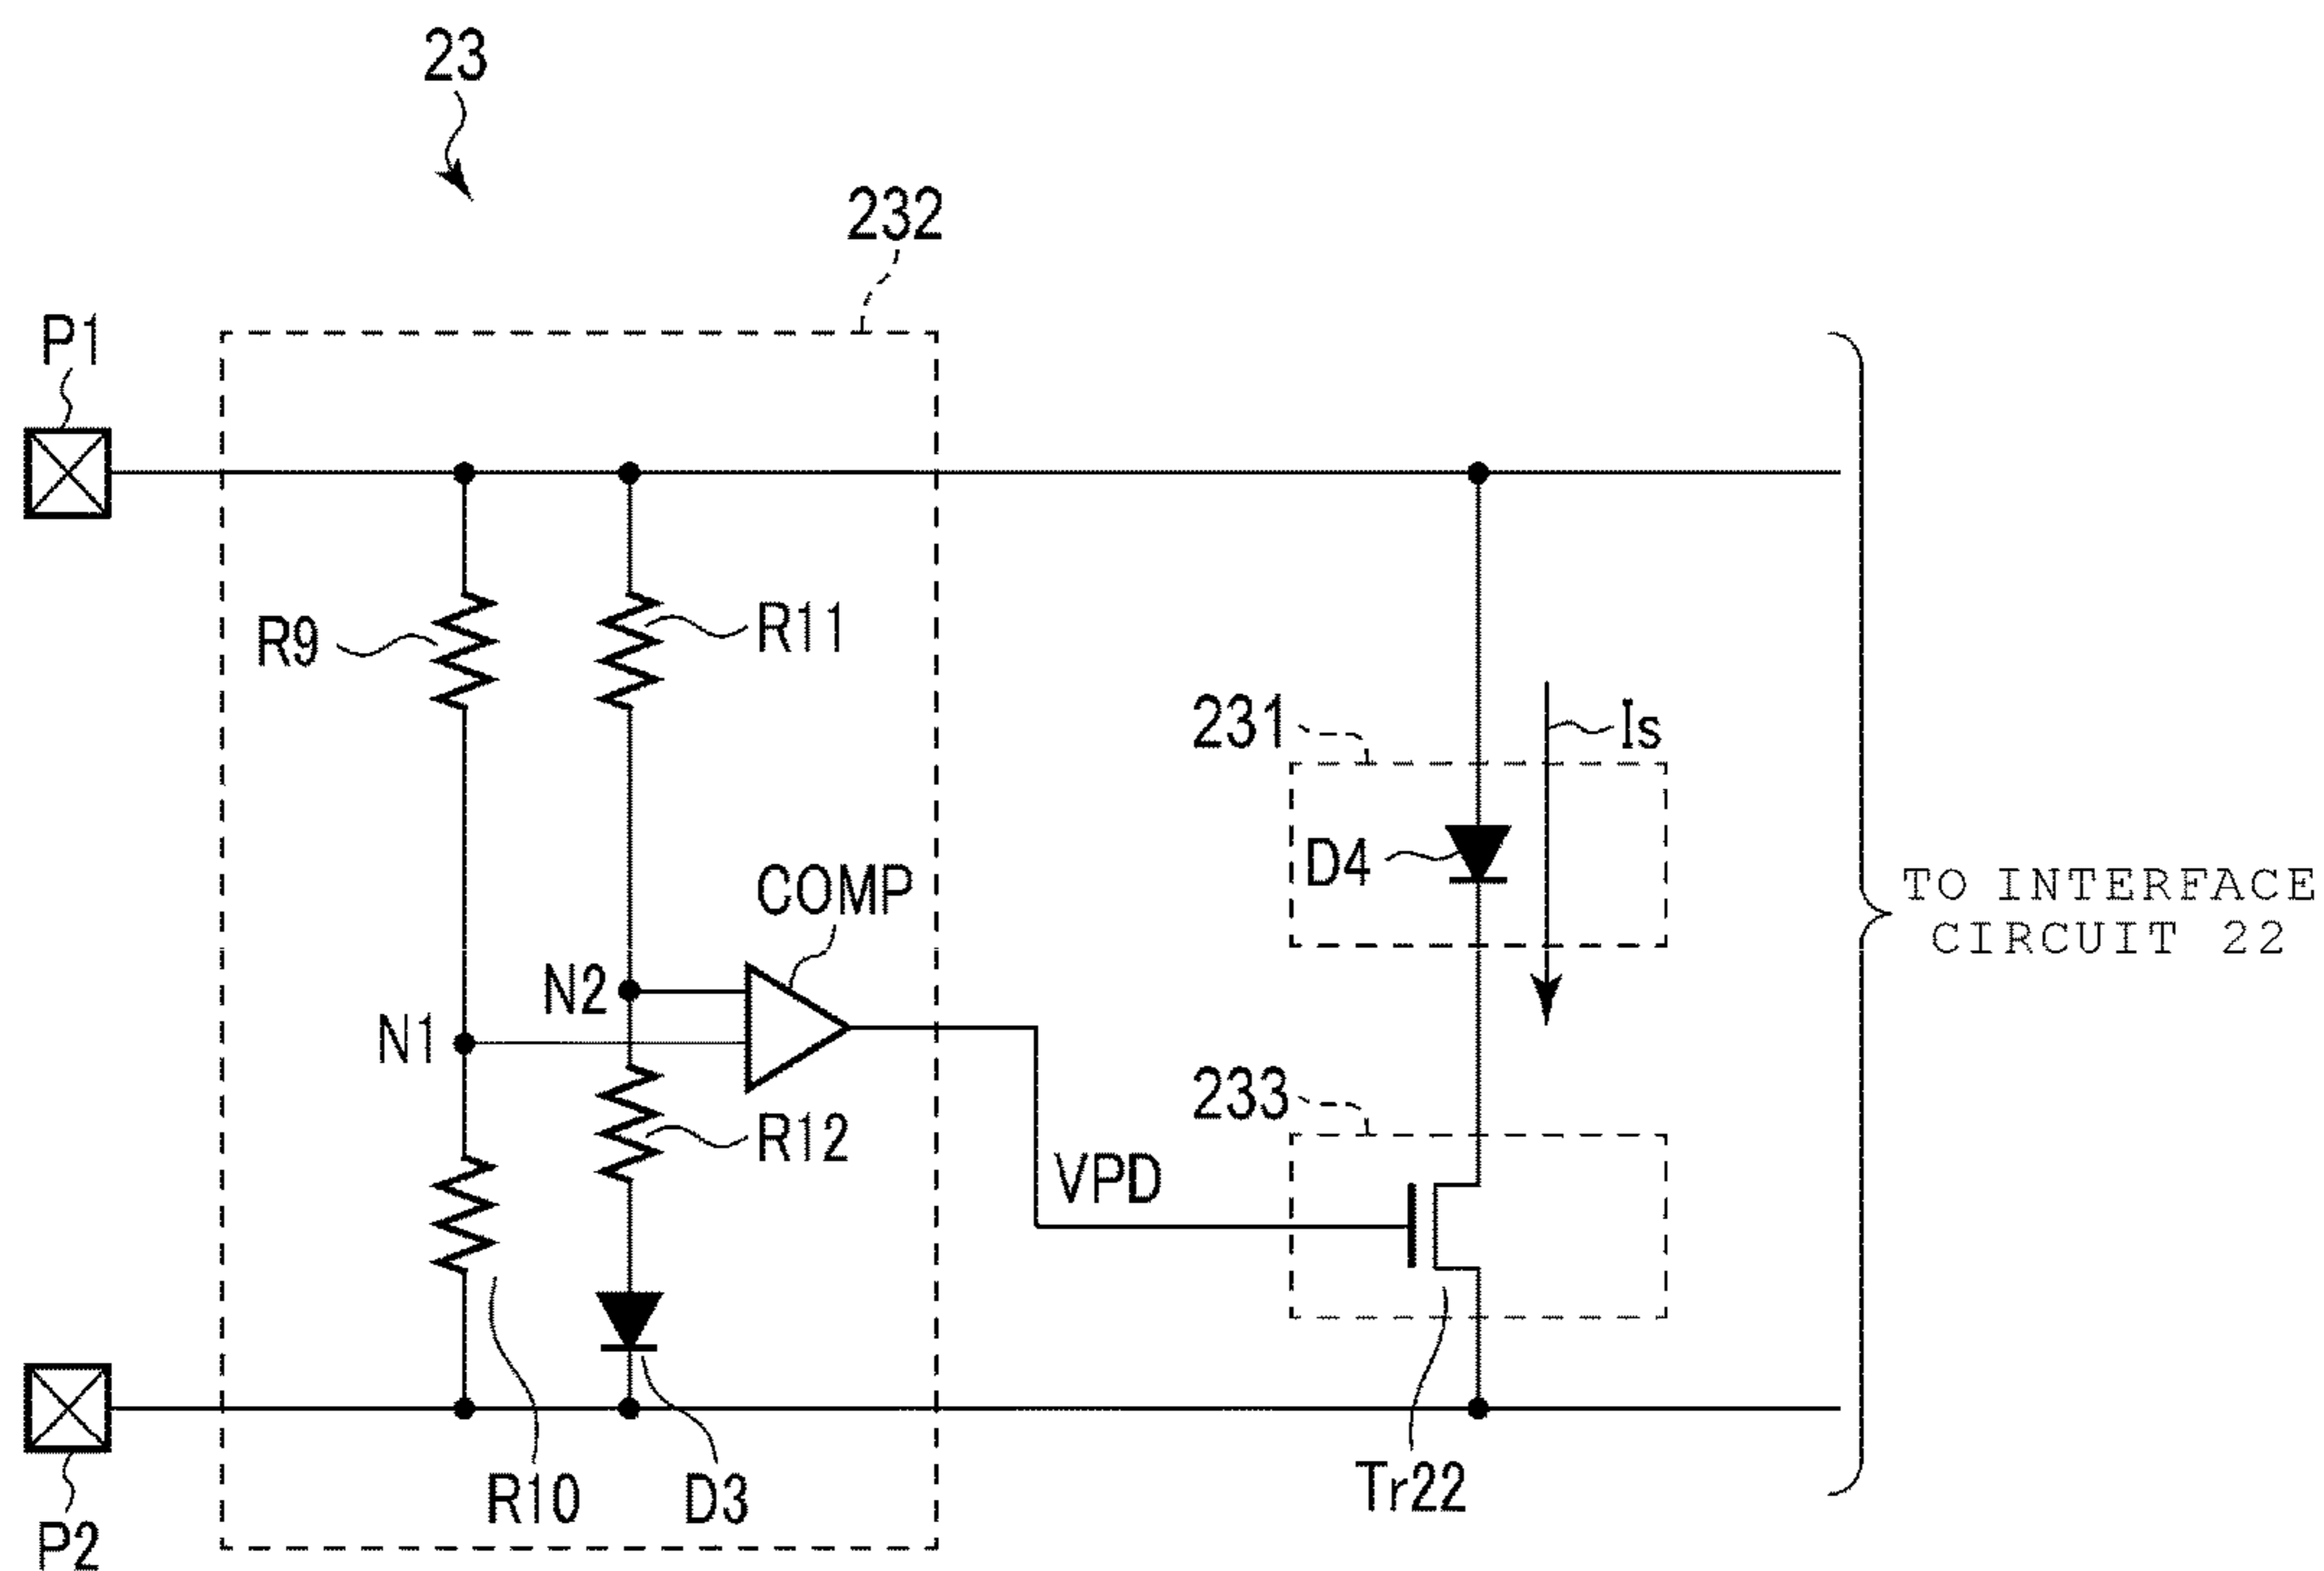 23
232
P1
R9
R11
231
Is
D4
COMP
TO INTERFACE
CIRCUIT 22
N2
N1
233
R12
VPD
R10
D3
Tr22
P2